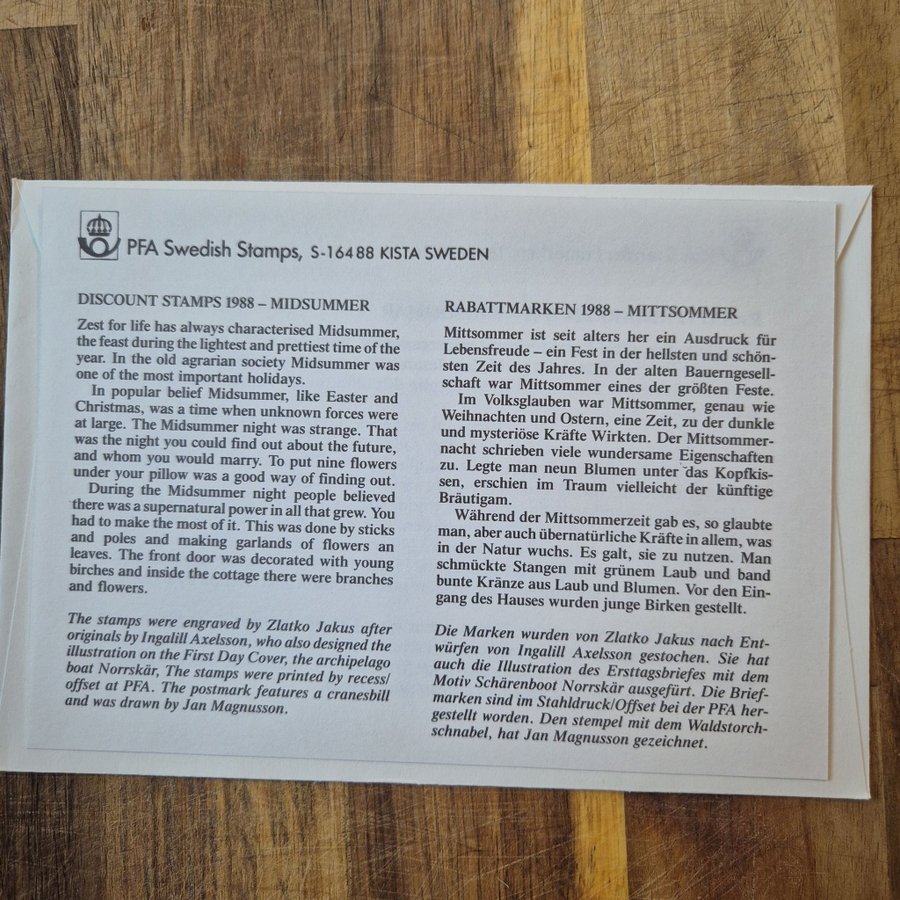 PFA Swedish Stamps, S-164 88 KISTA SWEDEN
DISCOUNT STAMPS 1988 – MIDSUMMER
Zest for life has always characterised Midsummer,
the feast during the lightest and prettiest time of the
year. In the old agrarian society Midsummer was
one of the most important holidays.
In popular belief Midsummer, like Easter and
Christmas, was a time when unknown forces were
at large. The Midsummer night was strange. That
was the night you could find out about the future,
and whom you would marry. To put nine flowers
under your pillow was a good way of finding out.
During the Midsummer night people believed
there was a supernatural power in all that grew. You
had to make the most of it. This was done by sticks
and poles and making garlands of flowers an
leaves. The front door was decorated with young
birches and inside the cottage there were branches
and flowers.
The stamps were engraved by Zlatko Jakus after
originals by Ingalill Axelsson, who also designed the
illustration on the First Day Cover, the archipelago
boat Norrskär, The stamps were printed by recess/
offset at PFA. The postmark features a cranesbill
and was drawn by Jan Magnusson.
RABATTMARKEN 1988 – MITTSOMMER
Mittsommer ist seit alters her ein Ausdruck für
Lebensfreude – ein Fest in der hellsten und schön-
sten Zeit des Jahres. In der alten Bauerngesell-
schaft war Mittsommer eines der größten Feste.
Im Volksglauben war Mittsommer, genau wie
Weihnachten und Ostern, eine Zeit, zu der dunkle
und mysteriöse Kräfte Wirkten. Der Mittsommer-
nacht schrieben viele wundersame Eigenschaften
zu. Legte man neun Blumen unter das Kopfkis-
sen, erschien im Traum vielleicht der künftige
Bräutigam.
Während der Mittsommerzeit gab es, so glaubte
man, aber auch übernatürliche Kräfte in allem, was
in der Natur wuchs. Es galt, sie zu nutzen. Man
schmückte Stangen mit grünem Laub und band
bunte Kränze aus Laub und Blumen. Vor den Ein-
gang des Hauses wurden junge Birken gestellt.
Die Marken wurden von Zlatko Jakus nach Ent-
würfen von Ingalill Axelsson gestochen. Sie hat
auch die Illustration des Ersttagsbriefes mit dem
Motiv Schärenboot Norrskär ausgefürt. Die Brief-
marken sind im Stahldruck/Offset bei der PFA her-
gestellt worden. Den stempel mit dem Waldstorch-
schnabel, hat Jan Magnusson gezeichnet.